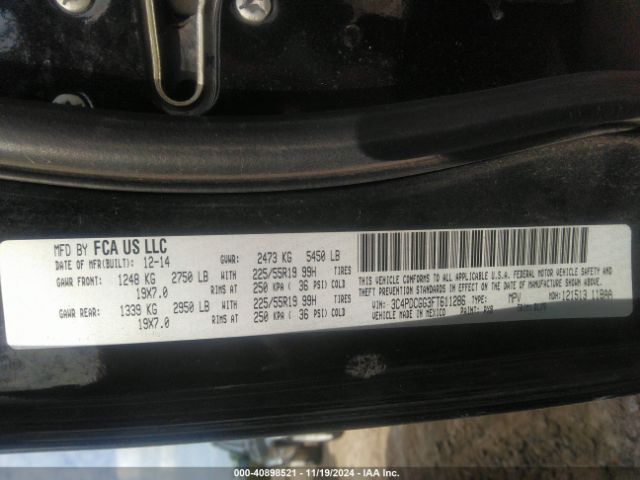 MFD BY FCA US LLC
DATE OF MFR(BUILT): 12-14 GVWR: 2473 KG 5450 LB
GAWR FRONT: 1248 KG 2750 LB WITH 225/55R19 99H TIRES
19X7.0 RIMS AT 250 KPA ( 36 PSI) COLD
GAWR REAR: 1339 KG 2950 LB WITH 225/55R19 99H TIRES
19X7.0 RIMS AT 250 KPA ( 36 PSI) COLD
THIS VEHICLE CONFORMS TO ALL APPLICABLE U.S.A. FEDERAL MOTOR VEHICLE SAFETY AND
THEFT PREVENTION STANDARDS IN EFFECT ON THE DATE OF MANUFACTURE SHOWN ABOVE.
VIN: 3C4PDCGG3FT611286 TYPE: MPV MDH:121513
VEHICLE MADE IN MEXICO PAINT:
000-40898521 - 11/19/2024 - IAA Inc.